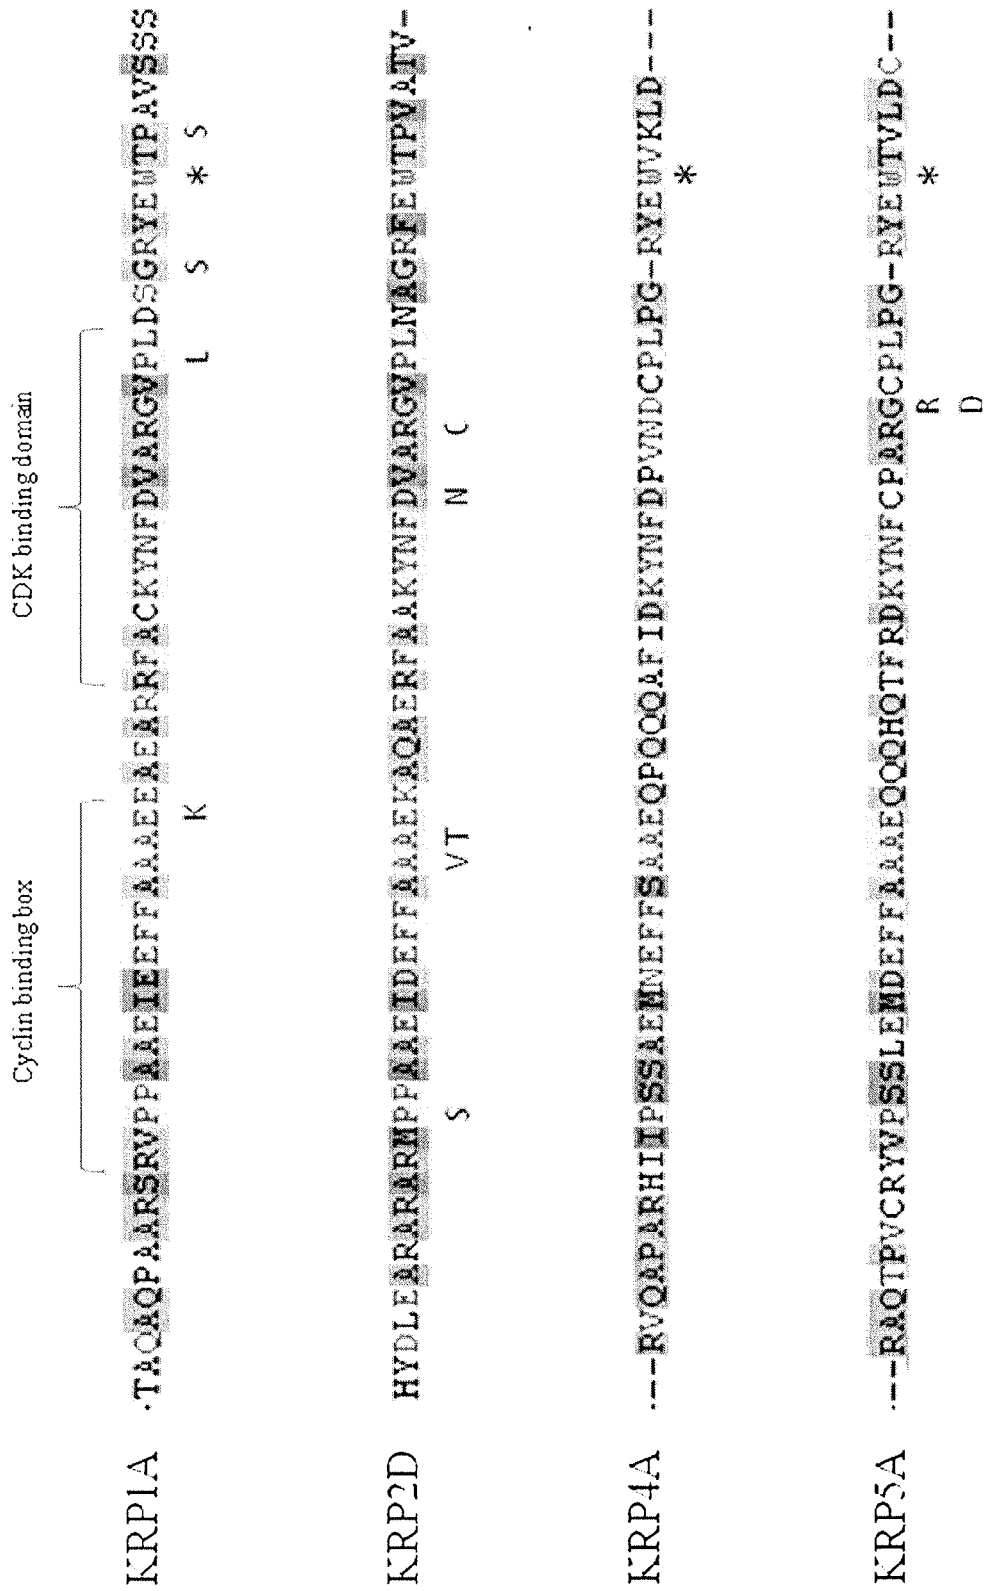 Cyclin binding box
CDK binding domain
KRP1A .TAQAQPAARSRVPPAAEIEEFFAAAEEAEARRFACKYNFDVARGVPLDSGRYEWTPAVSSS
K L S * S
KRP2D HYDLEARARARMPPAAEIDEFFAAAEKAQAERFAAKYNFDVARGVPLNAGRFEWTPVATV-
S VT N C
KRP4A .---RVQAPARHIIPSSAEMNEFFSAAEQPQQQAFIDKYNFDPVNDCPLPG-RYEWVKLD---
*
KRP5A .---RAQTPVCRYVPSSLEMDEFFAAAEQQQHQTFRDKYNFCPARGCPLPG-RYEWTVLDC--
R *
D